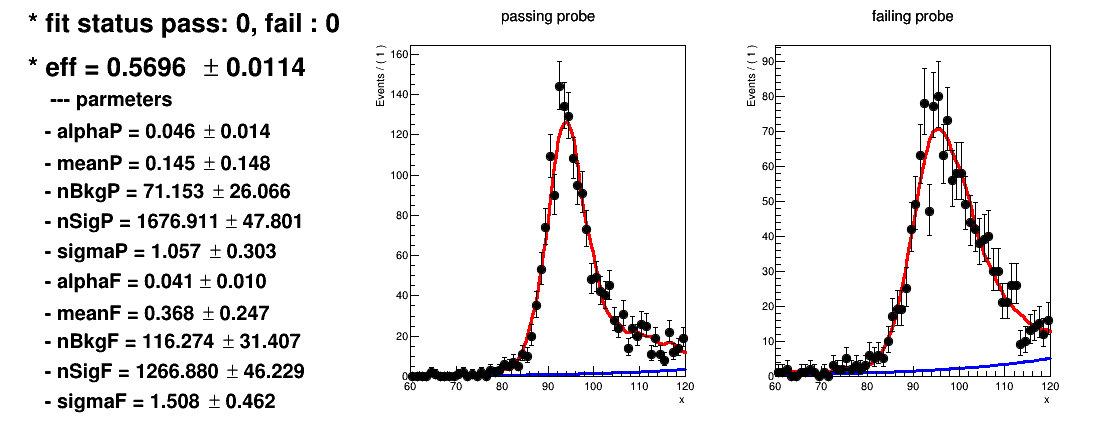 * fit status pass: 0, fail : 0
* eff = 0.5696 ± 0.0114
--- parmeters
- alphaP = 0.046 ± 0.014
- meanP = 0.145 ± 0.148
- nBkgP = 71.153 ± 26.066
- nSigP = 1676.911 ± 47.801
- sigmaP = 1.057 ± 0.303
- alphaF = 0.041 ± 0.010
- meanF = 0.368 ± 0.247
- nBkgF = 116.274 ± 31.407
- nSigF = 1266.880 ± 46.229
- sigmaF = 1.508 ± 0.462
passing probe
Events / ( 1 )
160
140
120
100
80
60
40
20
0
60 70 80 90 100 110 120
x
failing probe
Events / ( 1 )
90
80
70
60
50
40
30
20
10
0
60 70 80 90 100 110 120
x